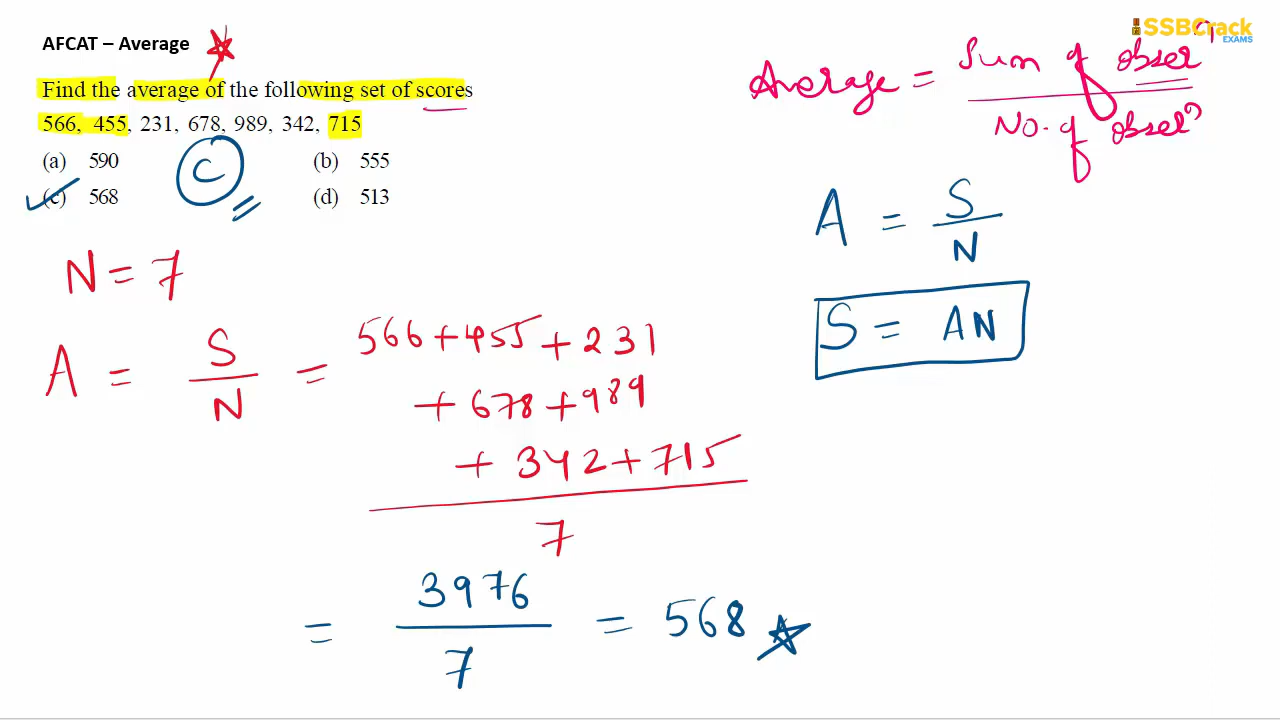 SSBCrack
EXAMS
AFCAT – Average
Find the average of the following set of scores
566, 455, 231, 678, 989, 342, 715
(a) 590
(b) 555
(c) 568
(d) 513
C
Average = Sum of obserⁿ
No. of obserⁿ
A = S
N
S = AN
N = 7
A = S = 566 + 455 + 231
N
+ 678 + 989
+ 342 + 715
7
= 3976 = 568
7